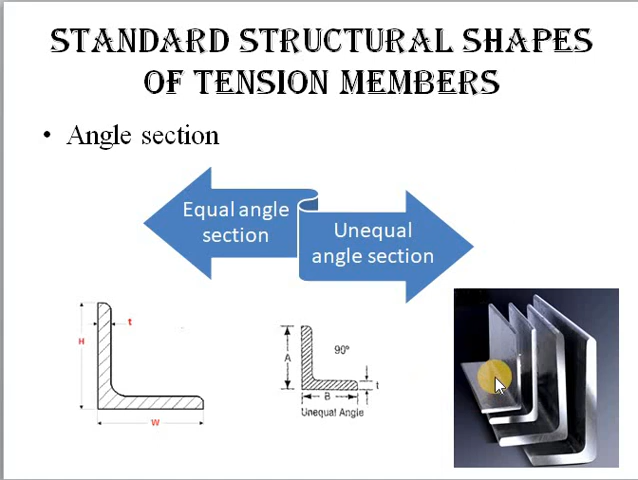 STANDARD STRUCTURAL SHAPES
OF TENSION MEMBERS
• Angle section
Equal angle
section
Unequal
angle section
H
t
W
A
90°
t
B
Unequal Angle